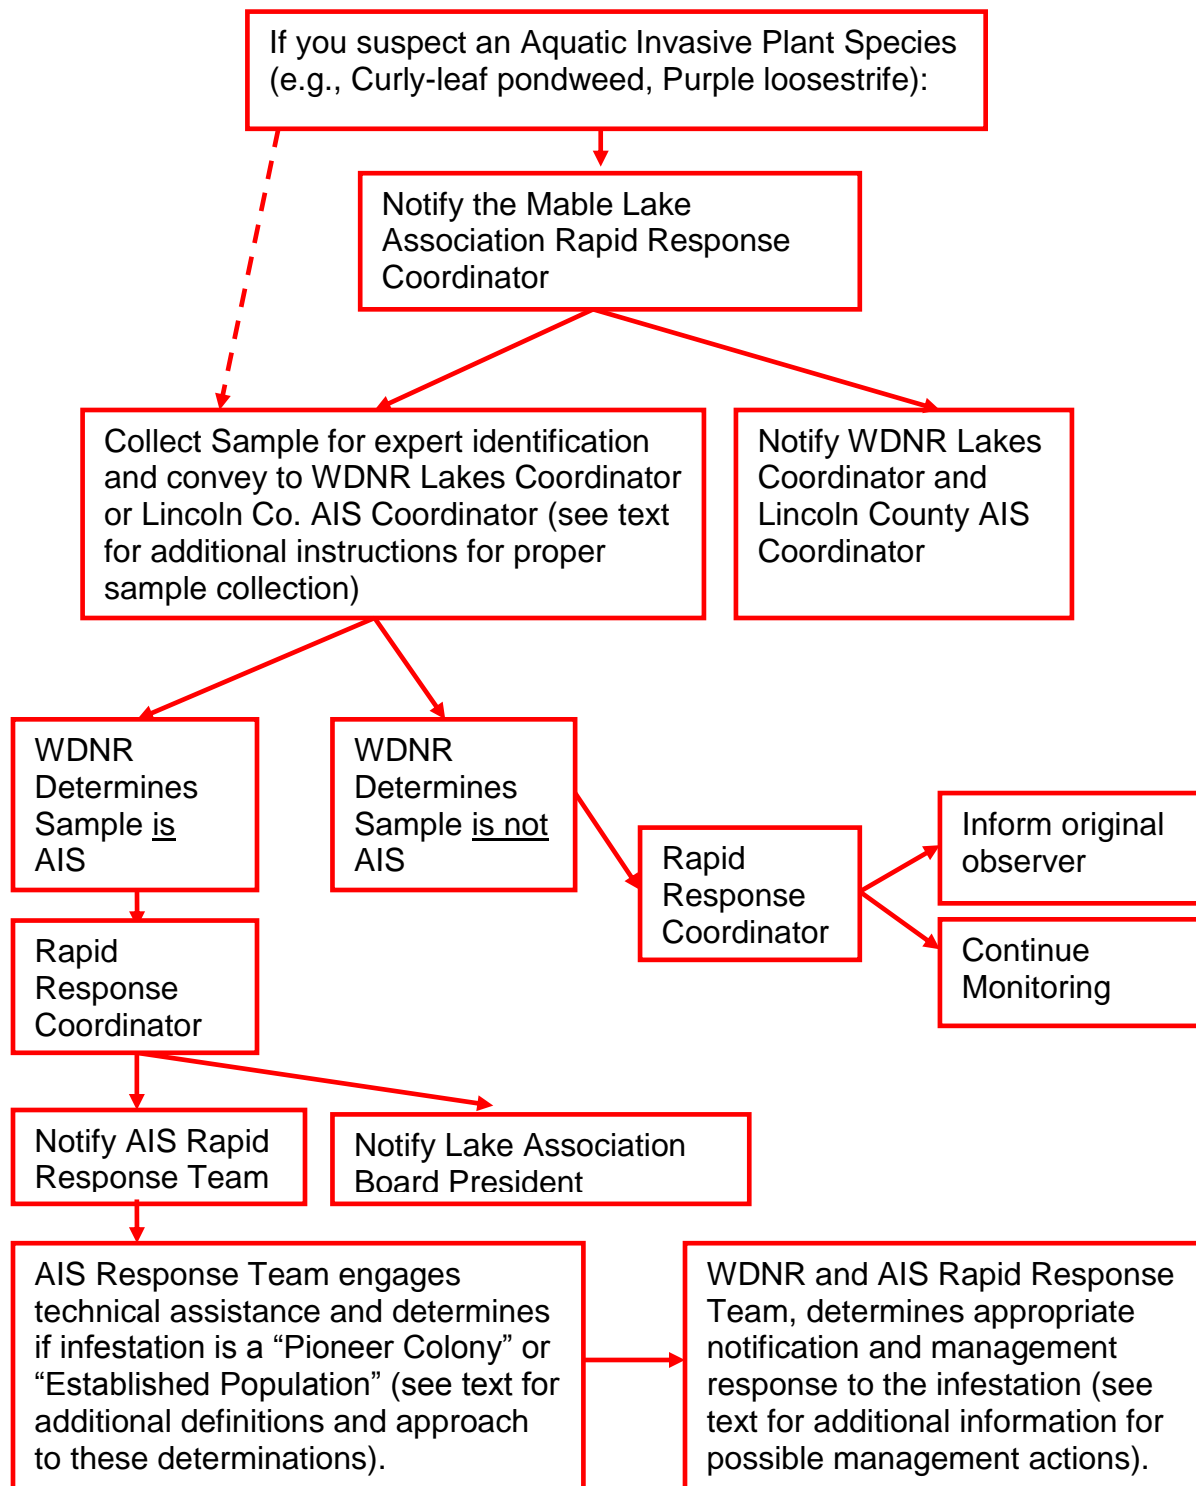 If you suspect an Aquatic Invasive Plant Species
(e.g., Curly-leaf pondweed, Purple loosestrife):
Notify the Mable Lake
Association Rapid Response
Coordinator
Collect Sample for expert identification
and convey to WDNR Lakes Coordinator
or Lincoln Co. AIS Coordinator (see text
for additional instructions for proper
sample collection)
Notify WDNR Lakes
Coordinator and
Lincoln County AIS
Coordinator
WDNR
Determines
Sample is
AIS
WDNR
Determines
Sample is not
AIS
Rapid
Response
Coordinator
Inform original
observer
Continue
Monitoring
Rapid
Response
Coordinator
Notify AIS Rapid
Response Team
Notify Lake Association
Board President
AIS Response Team engages
technical assistance and determines
if infestation is a “Pioneer Colony” or
“Established Population” (see text for
additional definitions and approach
to these determinations).
WDNR and AIS Rapid Response
Team, determines appropriate
notification and management
response to the infestation (see
text for additional information for
possible management actions).